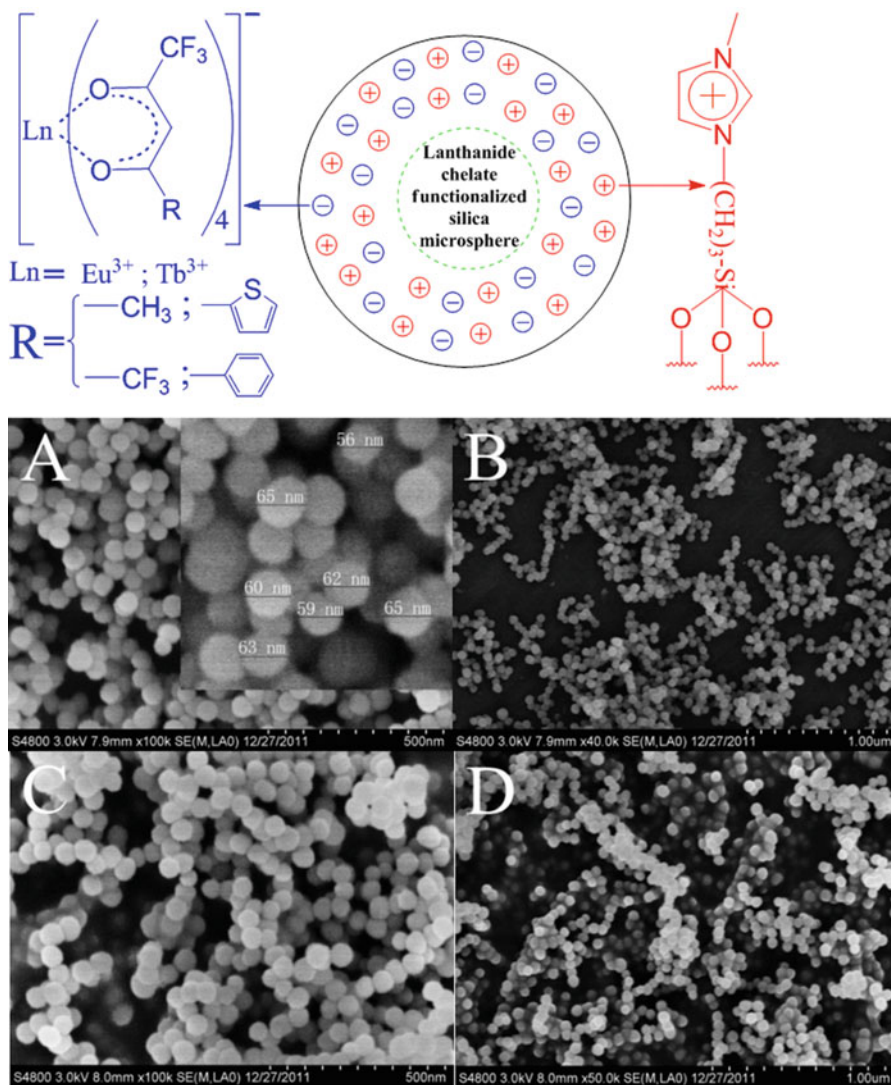 Ln
CF₃
O
O
R
4
−
Lanthanide
chelate
functionalized
silica
microsphere
N
+
N
(CH₂)₃-Si
O
O
O
Ln= Eu³⁺ ; Tb³⁺
R=
CH₃ ;
S
CF₃ ;
A
56 nm
65 nm
60 nm
62 nm
59 nm
65 nm
63 nm
S4800 3.0kV 7.9mm x100k SE(M,LA0) 12/27/2011 500nm
B
S4800 3.0kV 7.9mm x40.0k SE(M,LA0) 12/27/2011 1.00um
C
S4800 3.0kV 8.0mm x100k SE(M,LA0) 12/27/2011 500nm
D
S4800 3.0kV 8.0mm x50.0k SE(M,LA0) 12/27/2011 1.00um